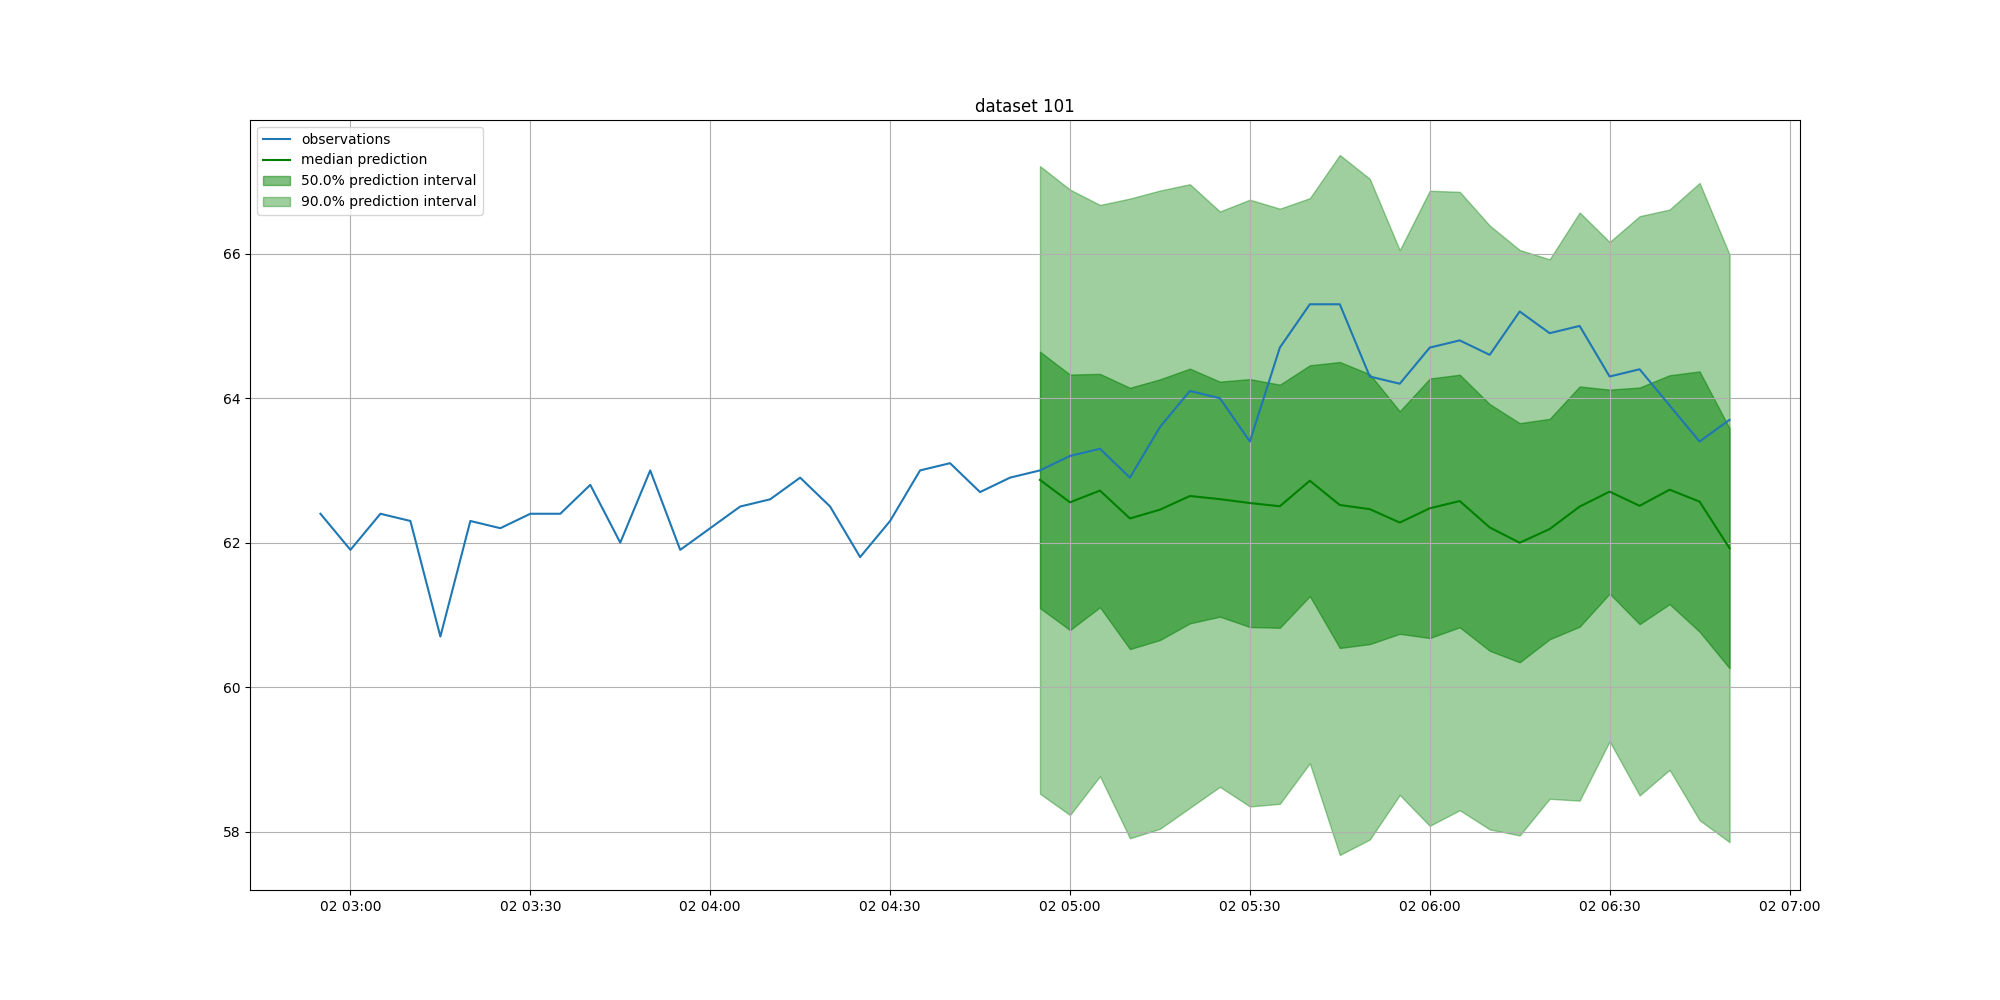 dataset 101
observations
median prediction
50.0% prediction interval
90.0% prediction interval
66
64
62
60
58
02 03:00
02 03:30
02 04:00
02 04:30
02 05:00
02 05:30
02 06:00
02 06:30
02 07:00